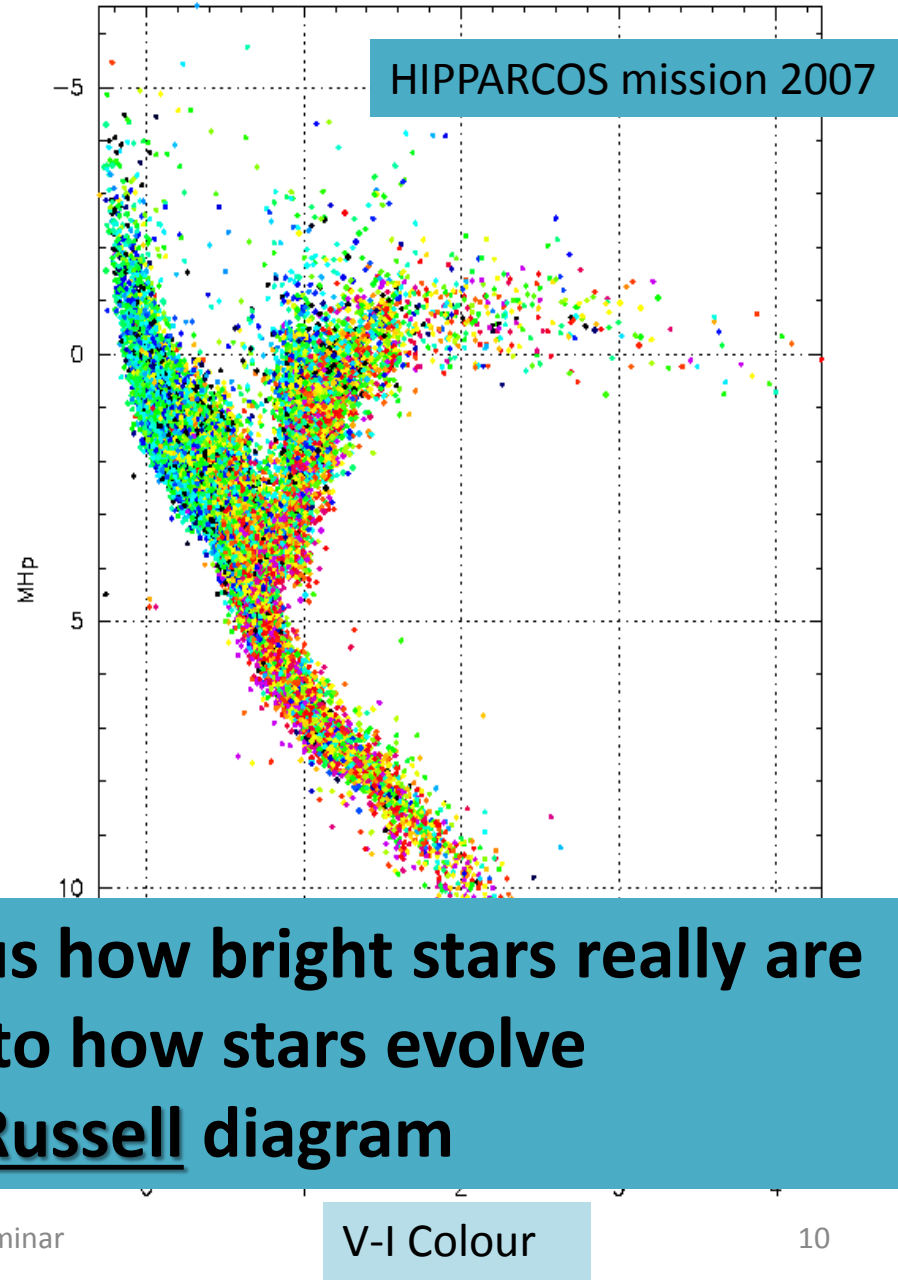 HIPPARCOS mission 2007
-5
0
MHp
5
10
us how bright stars really are
to how stars evolve
Russell diagram
V-I Colour
10